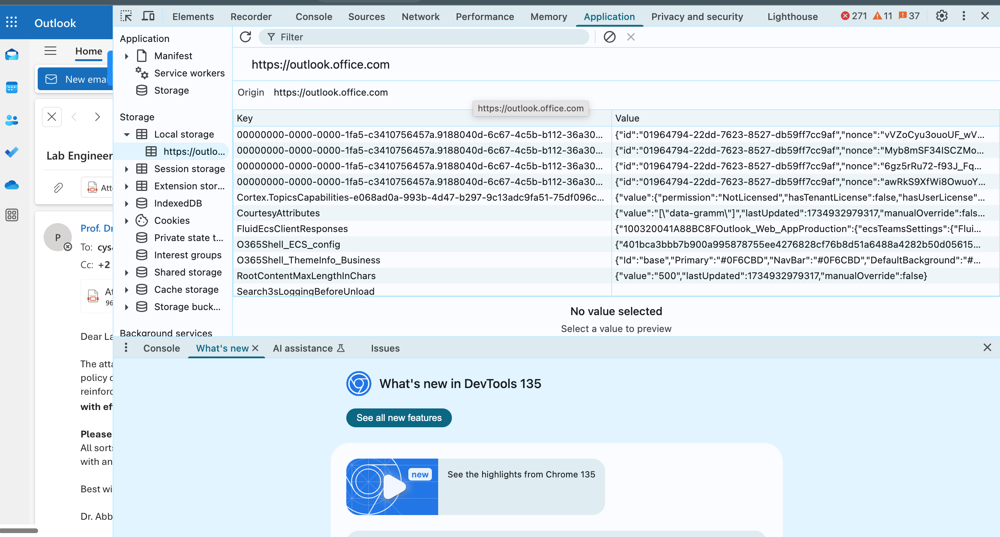 Outlook
Home
New emai
Lab Engineer
Att
P
Prof. Dr
To: cys
Cc: +2
At
96
Dear La
The atta
policy c
reinforc
with ef
Please
All sorts
with an
Best wi
Dr. Abb
Elements Recorder Console Sources Network Performance Memory Application Privacy and security Lighthouse 271 11 37
Application
Manifest
Service workers
Storage
Storage
Local storage
https://outlo...
Session storage
Extension stor...
IndexedDB
Cookies
Private state t...
Interest groups
Shared storage
Cache storage
Storage buck...
Background services
Filter
https://outlook.office.com
Origin https://outlook.office.com
https://outlook.office.com
Key Value
00000000-0000-0000-1fa5-c3410756457a.9188040d-6c67-4c5b-b112-36a30... {"id":"01964794-22dd-7623-8527-db59ff7cc9af","nonce":"vVZoCyu3ouoUF_wV...
00000000-0000-0000-1fa5-c3410756457a.9188040d-6c67-4c5b-b112-36a30... {"id":"01964794-22dd-7623-8527-db59ff7cc9af","nonce":"Myb8mSF34ISCZMo...
00000000-0000-0000-1fa5-c3410756457a.9188040d-6c67-4c5b-b112-36a30... {"id":"01964794-22dd-7623-8527-db59ff7cc9af","nonce":"6gz5rRu72-f93J_Fq...
00000000-0000-0000-1fa5-c3410756457a.9188040d-6c67-4c5b-b112-36a30... {"id":"01964794-22dd-7623-8527-db59ff7cc9af","nonce":"awRkS9XfWi8OwuoY...
Cortex.TopicsCapabilities-e068ad0a-993b-4d47-b297-9c13adc9fa51-75df096c... {"value":{"permission":"NotLicensed","hasTenantLicense":false,"hasUserLicense"...
CourtesyAttributes {"value":"[\"data-gramm\"]","lastUpdated":1734932979317,"manualOverride":fals...
FluidEcsClientResponses {"100320041A88BC8FOutlook_Web_AppProduction":{"ecsTeamsSettings":{"Flui...
O365Shell_ECS_config {"401bca3bbb7b900a995878755ee4276828cf76b8d51a6488a4282b50d05615...
O365Shell_ThemeInfo_Business {"Id":"base","Primary":"#0F6CBD","NavBar":"#0F6CBD","DefaultBackground":"#...
RootContentMaxLengthInChars {"value":"500","lastUpdated":1734932979317,"manualOverride":false}
Search3sLoggingBeforeUnload
No value selected
Select a value to preview
Console What's new AI assistance Issues
What's new in DevTools 135
See all new features
new
See the highlights from Chrome 135